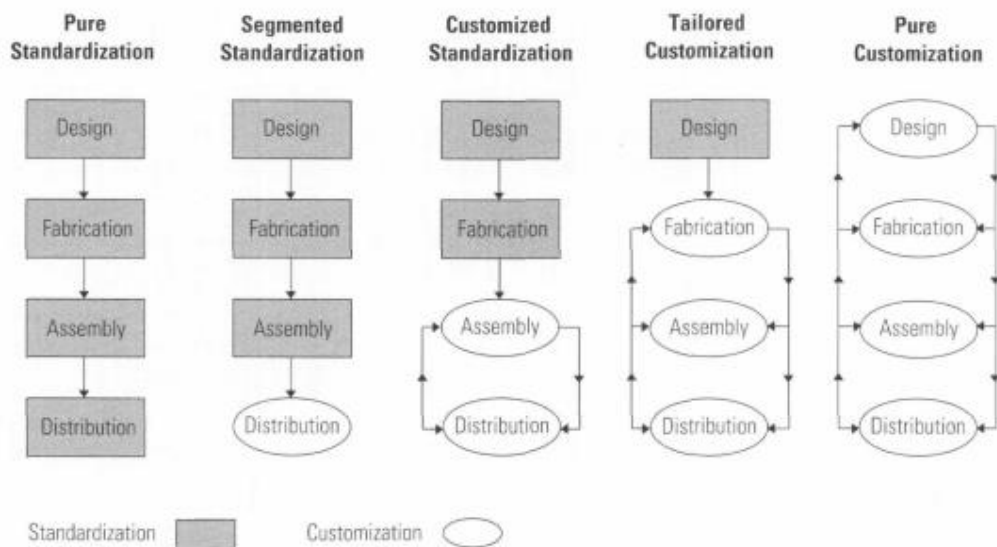 Pure
Standardization
Segmented
Standardization
Customized
Standardization
Tailored
Customization
Pure
Customization
Design
Design
Design
Design
Design
Fabrication
Fabrication
Fabrication
Fabrication
Fabrication
Assembly
Assembly
Assembly
Assembly
Assembly
Distribution
Distribution
Distribution
Distribution
Distribution
Standardization
Customization